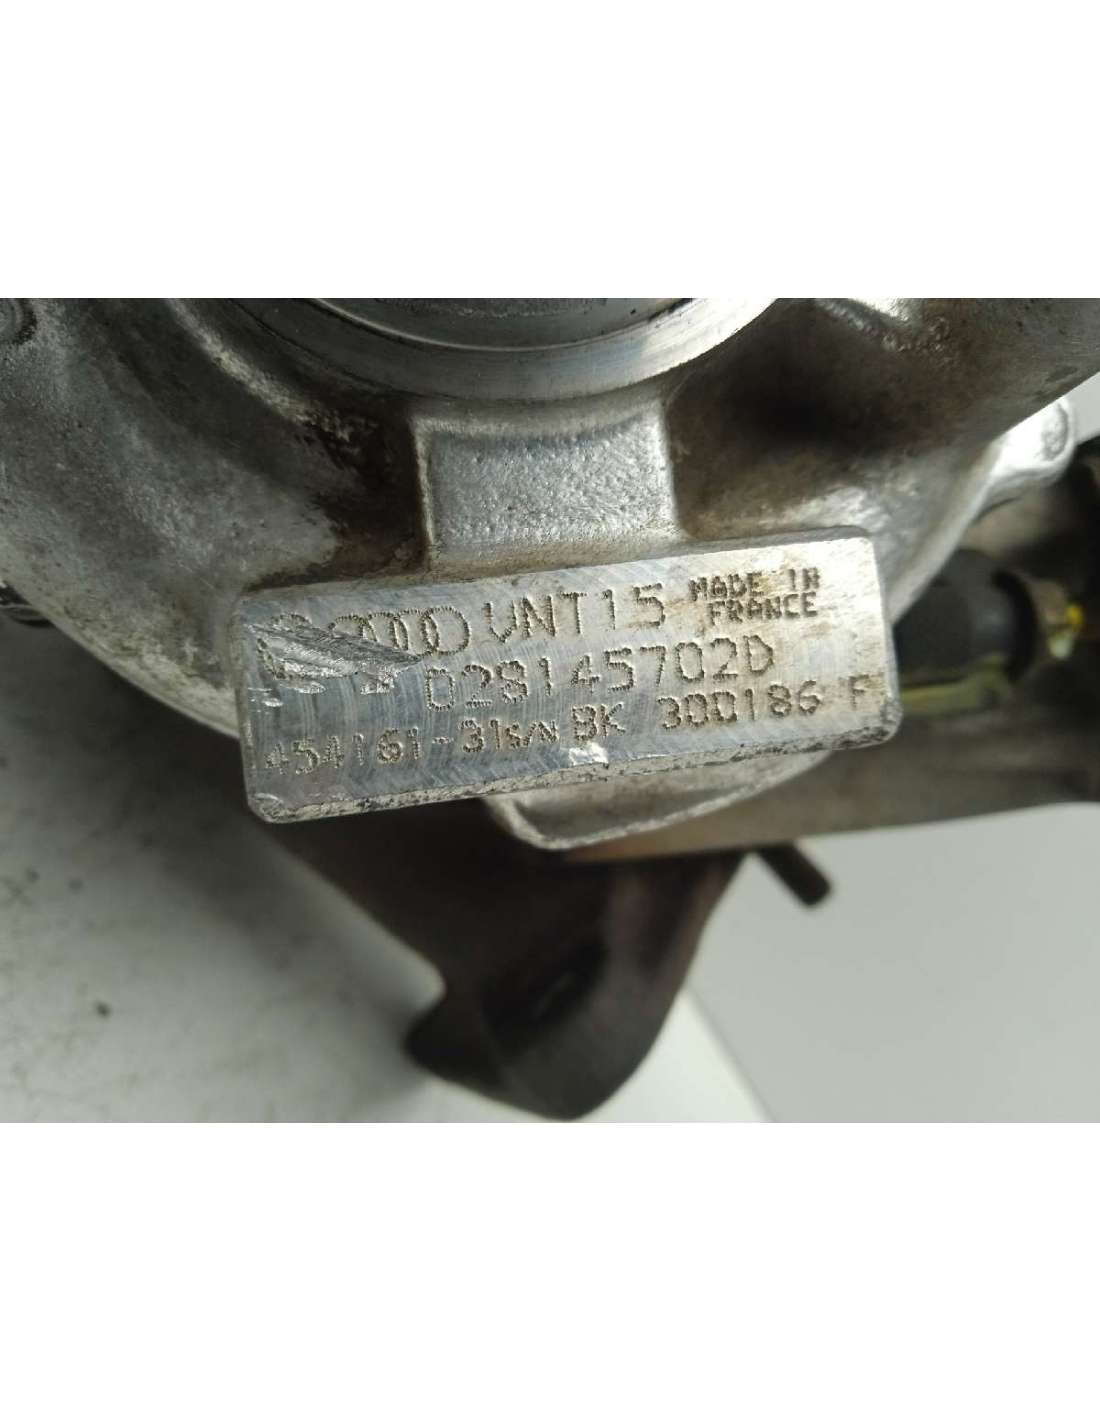 VNT15 MADE IN
FRANCE
028145702D
454161-31 S/N BK 300186 F